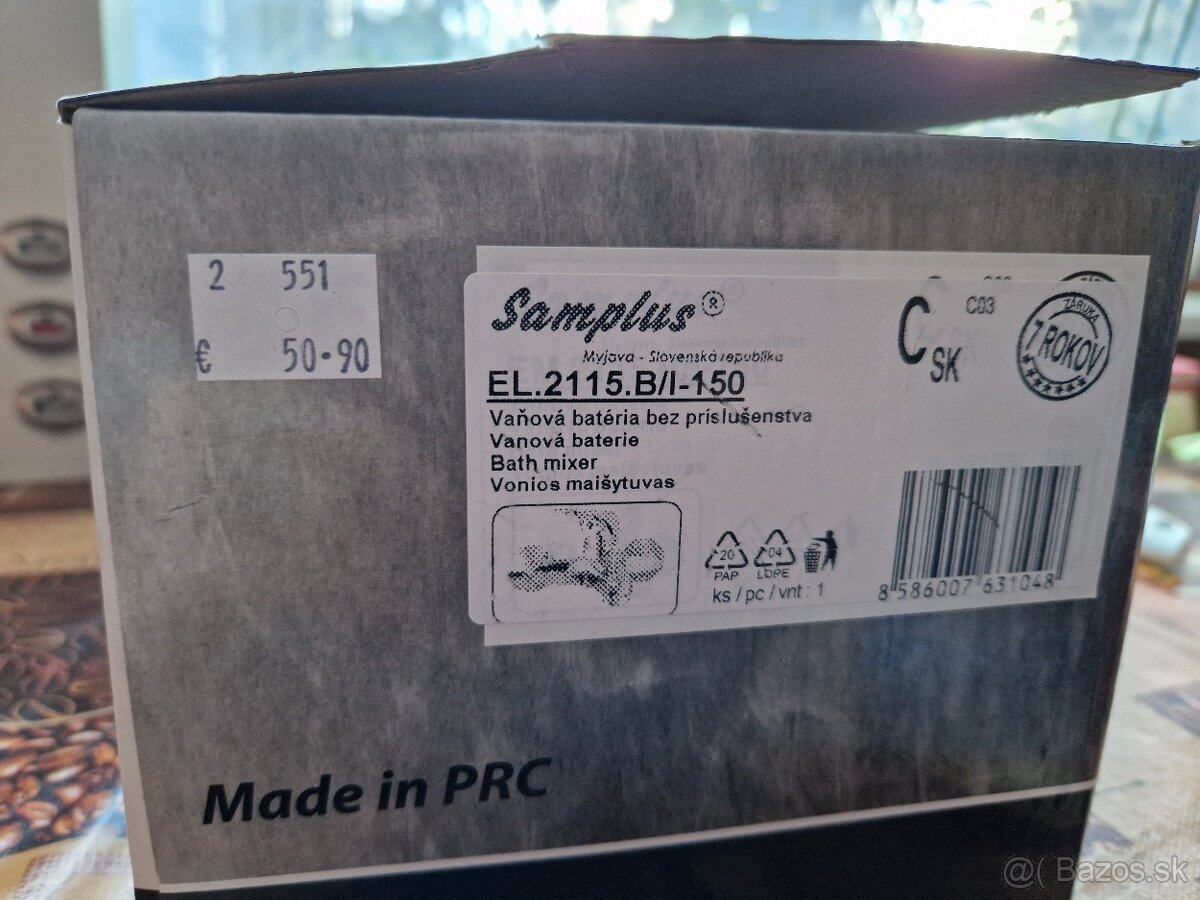 2 551
€ 50·90
Samplus®
Myjava - Slovenská republika
EL.2115.B/I-150
Vaňová batéria bez príslušenstva
Vanová baterie
Bath mixer
Vonios maišytuvas
C SK
C03
ZÁRUKA
7 ROKOV
20
PAP
04
LDPE
ks / pc / vnt : 1
8 586007 631048
Made in PRC
@( Bazos.sk